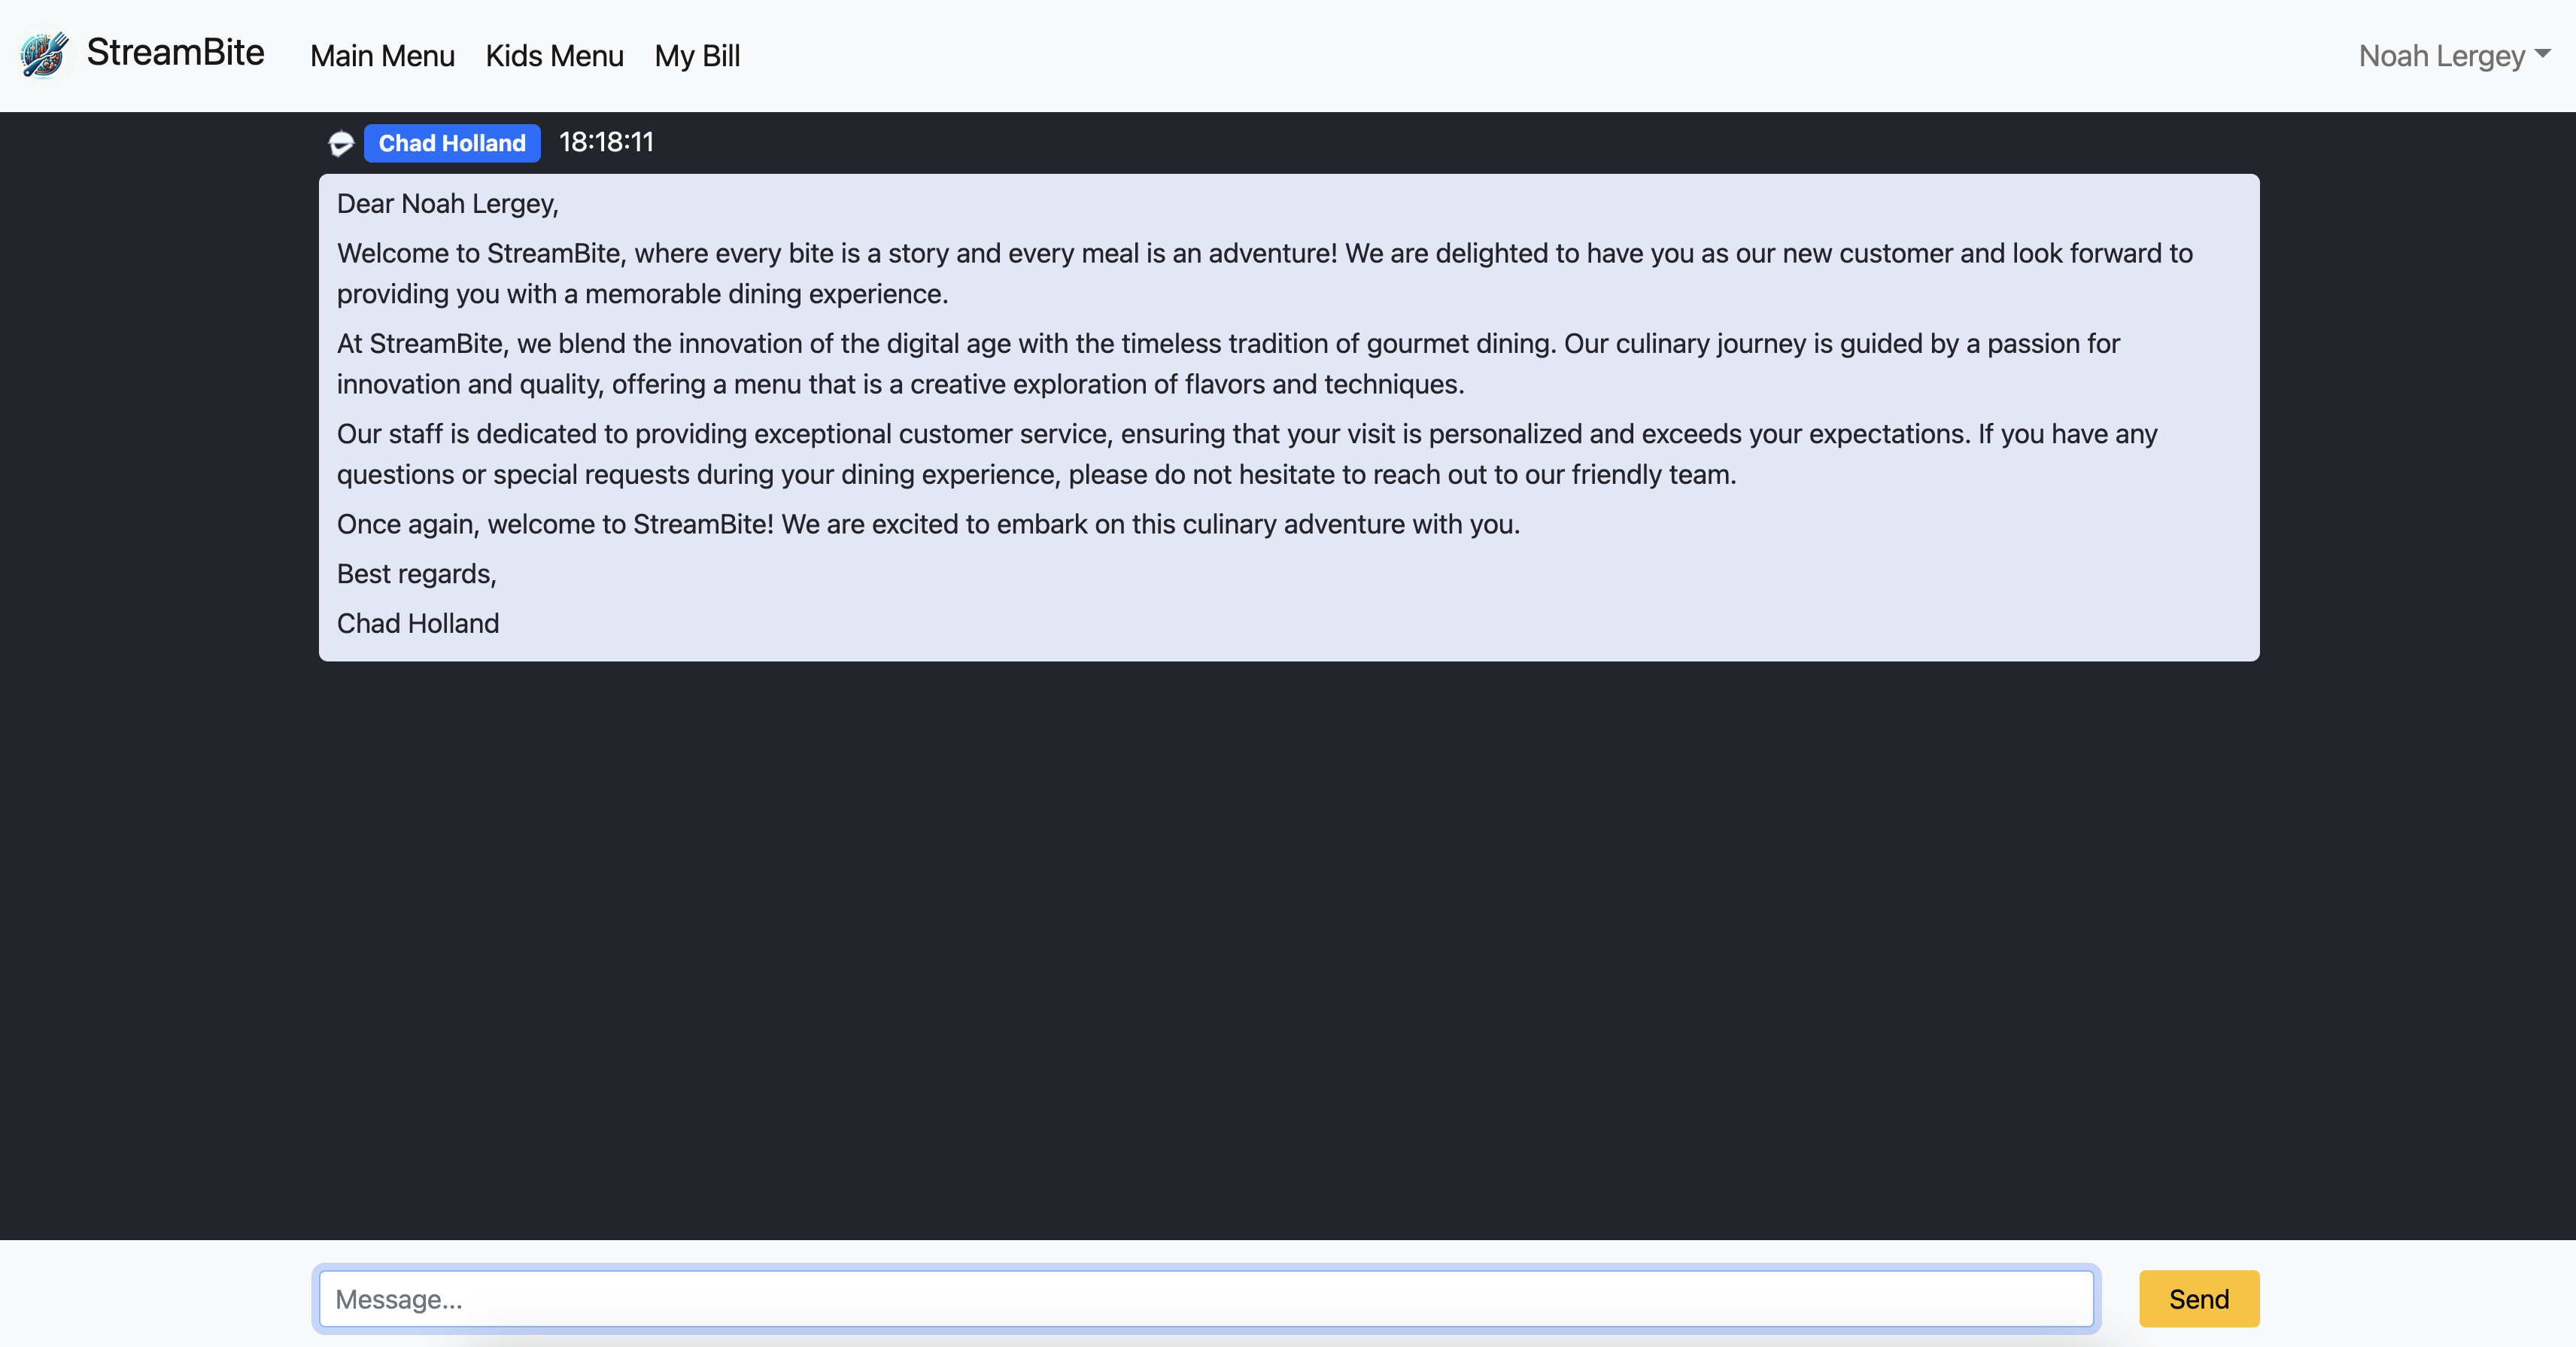 StreamBite Main Menu Kids Menu My Bill Noah Lergey
Chad Holland 18:18:11
Dear Noah Lergey,
Welcome to StreamBite, where every bite is a story and every meal is an adventure! We are delighted to have you as our new customer and look forward to
providing you with a memorable dining experience.
At StreamBite, we blend the innovation of the digital age with the timeless tradition of gourmet dining. Our culinary journey is guided by a passion for
innovation and quality, offering a menu that is a creative exploration of flavors and techniques.
Our staff is dedicated to providing exceptional customer service, ensuring that your visit is personalized and exceeds your expectations. If you have any
questions or special requests during your dining experience, please do not hesitate to reach out to our friendly team.
Once again, welcome to StreamBite! We are excited to embark on this culinary adventure with you.
Best regards,
Chad Holland
Message... Send